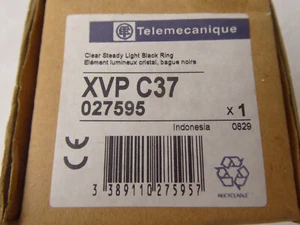 Telemecanique
Clear Steady Light Black Ring
Elément lumineux cristal, bague noire
XVP C37
027595
x 1
Indonesia
0829
CE
3 389110 275957
RECYCLABLE